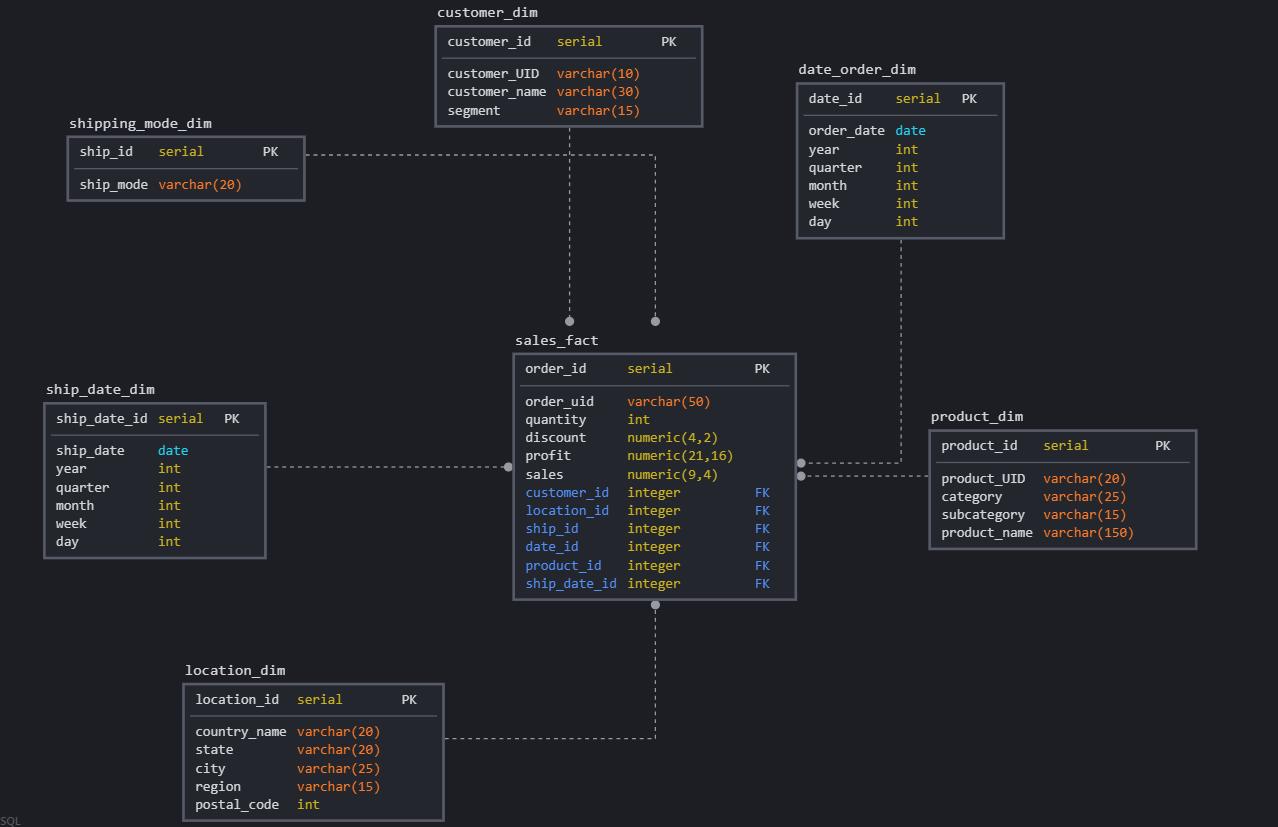 customer_dim
customer_id serial PK
customer_UID varchar(10)
customer_name varchar(30)
segment varchar(15)
date_order_dim
date_id serial PK
order_date date
year int
quarter int
month int
week int
day int
shipping_mode_dim
ship_id serial PK
ship_mode varchar(20)
sales_fact
order_id serial PK
order_uid varchar(50)
quantity int
discount numeric(4,2)
profit numeric(21,16)
sales numeric(9,4)
customer_id integer FK
location_id integer FK
ship_id integer FK
date_id integer FK
product_id integer FK
ship_date_id integer FK
ship_date_dim
ship_date_id serial PK
ship_date date
year int
quarter int
month int
week int
day int
product_dim
product_id serial PK
product_UID varchar(20)
category varchar(25)
subcategory varchar(15)
product_name varchar(150)
location_dim
location_id serial PK
country_name varchar(20)
state varchar(20)
city varchar(25)
region varchar(15)
postal_code int
SQL